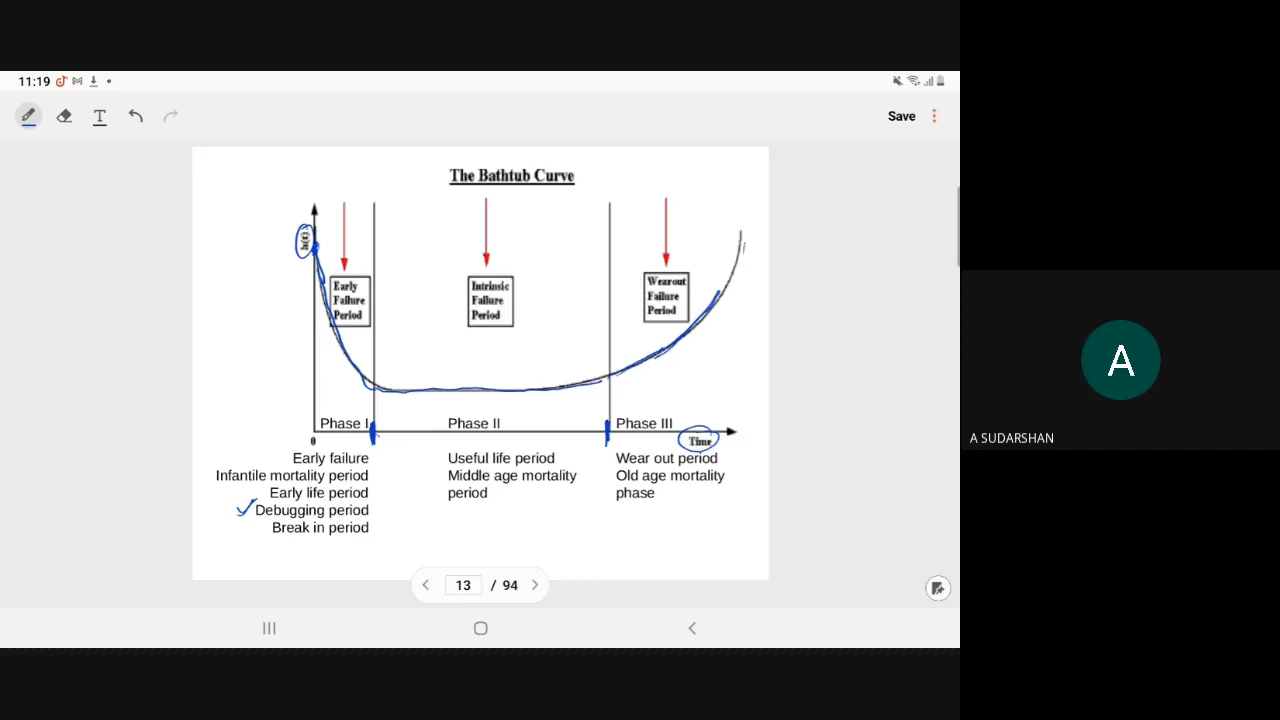 11:19
Save
The Bathtub Curve
h(t)
Early
Failure
Period
Intrinsic
Failure
Period
Wearout
Failure
Period
Phase I
Phase II
Phase III
0
Time
Early failure
Infantile mortality period
Early life period
Debugging period
Break in period
Useful life period
Middle age mortality
period
Wear out period
Old age mortality
phase
13 / 94
A
A SUDARSHAN